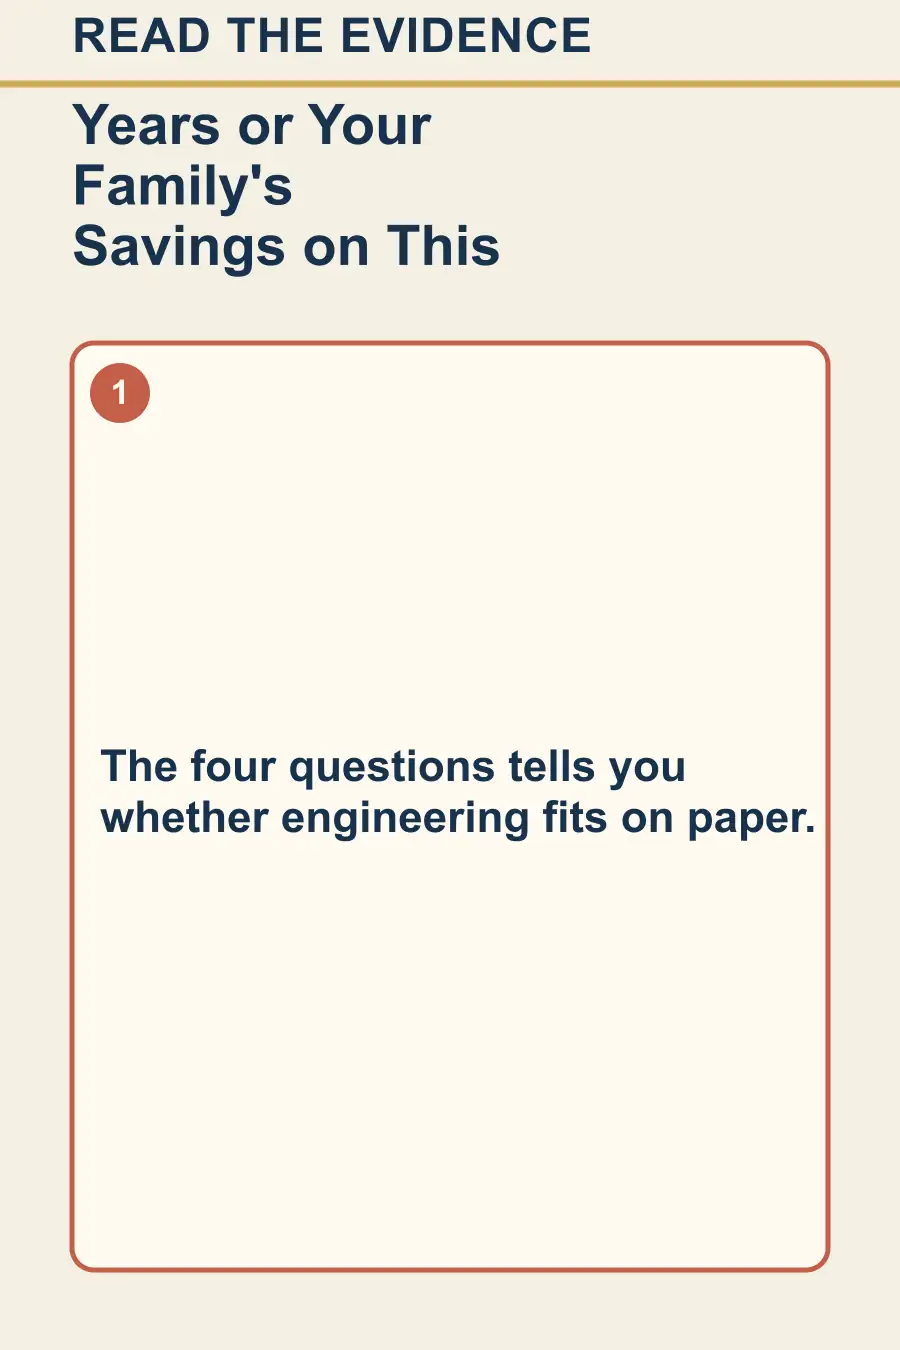 READ THE EVIDENCE
Years or Your
Family's
Savings on This
1
The four questions tells you
whether engineering fits on paper.